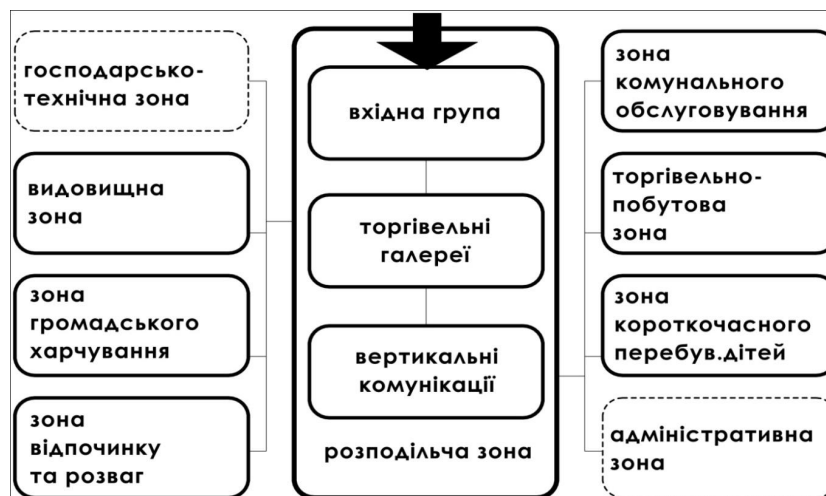 господарсько-
технічна зона
видовищна
зона
зона
громадського
харчування
зона
відпочинку
та розваг
вхідна група
торгівельні
галереї
вертикальні
комунікації
розподільча зона
зона
комунального
обслуговування
торгівельно-
побутова
зона
зона
короткочасного
перебув.дітей
адміністративна
зона